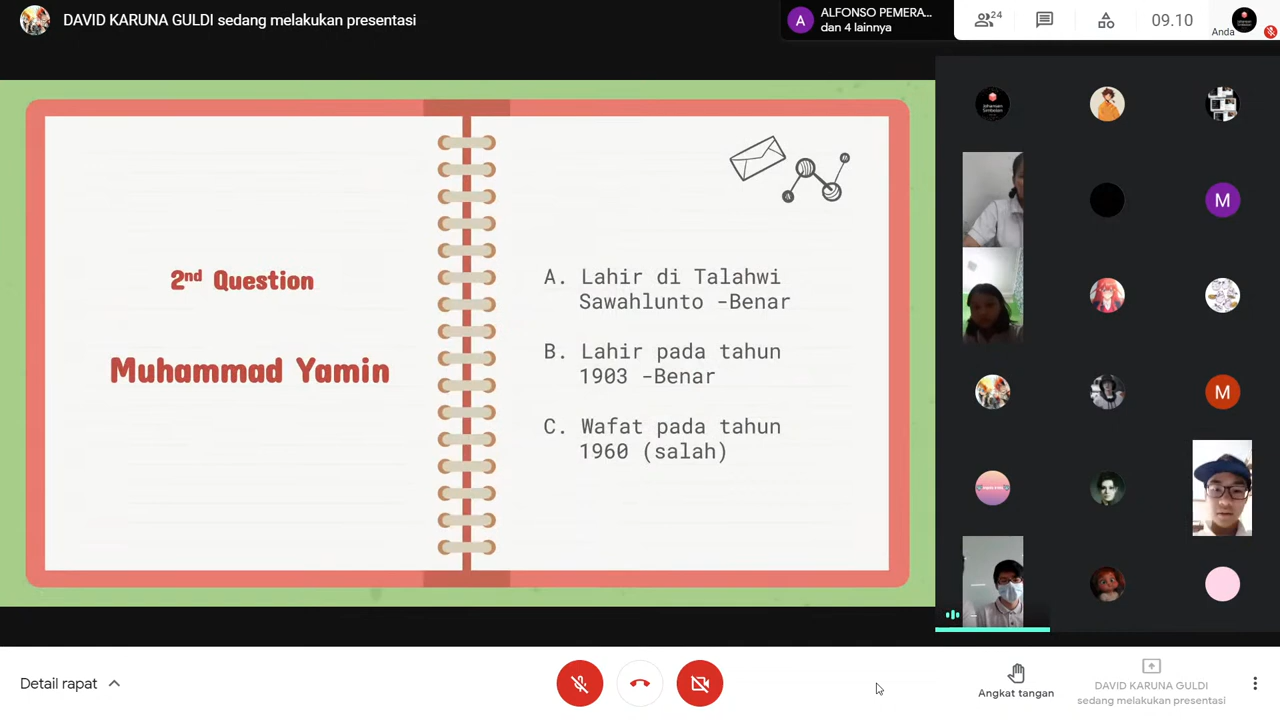 DAVID KARUNA GULDI sedang melakukan presentasi
A
ALFONSO PEMERA...
dan 4 lainnya
24
09.10
Anda
2nd Question
Muhammad Yamin
A. Lahir di Talahwi
Sawahlunto -Benar
B. Lahir pada tahun
1903 -Benar
C. Wafat pada tahun
1960 (salah)
M
M
Detail rapat
Angkat tangan
DAVID KARUNA GULDI
sedang melakukan presentasi